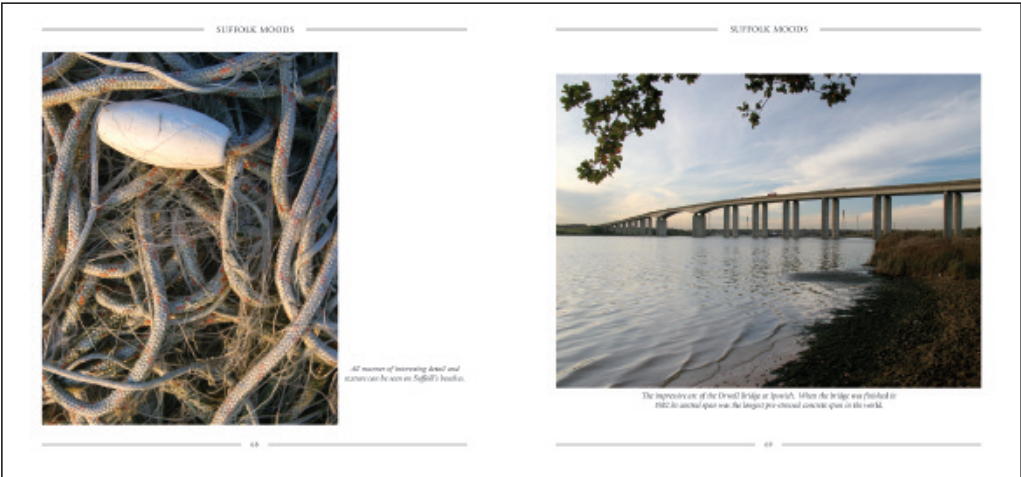 SUFFOLK MOODS
All manner of interesting detail and
texture can be seen on Suffolk's beaches.
68
SUFFOLK MOODS
The impressive arc of the Orwell Bridge at Ipswich. When the bridge was finished in
1982 its central span was the longest pre-stressed concrete span in the world.
69